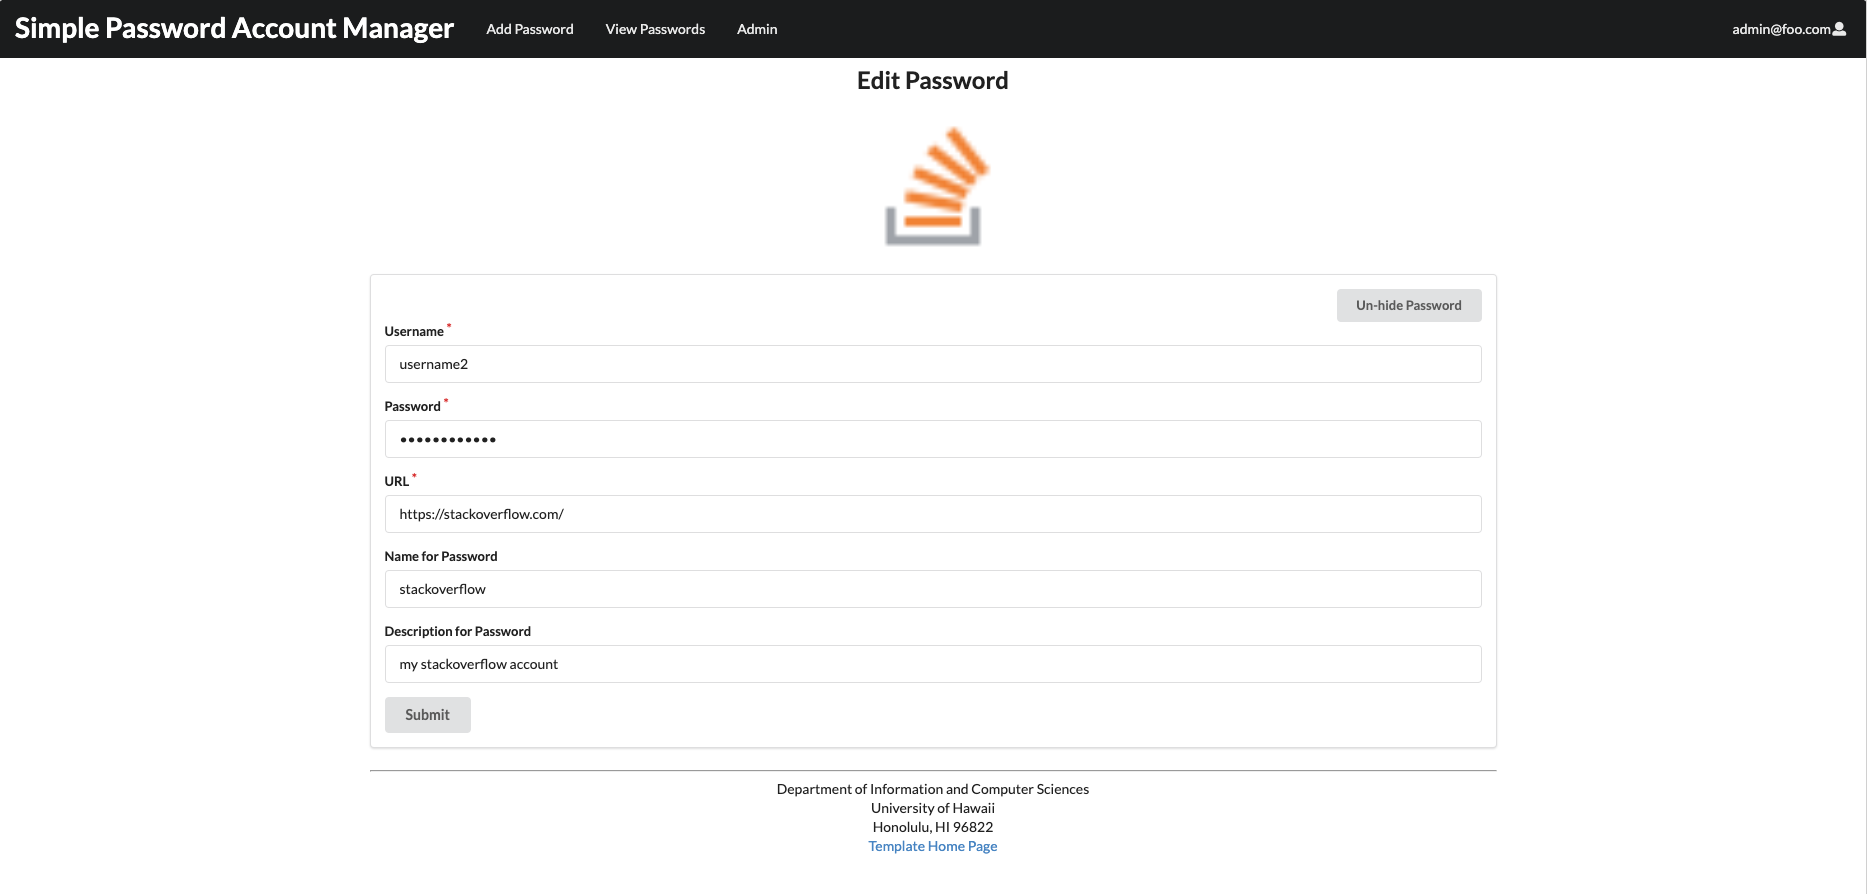 Simple Password Account Manager Add Password View Passwords Admin admin@foo.com
Edit Password
Un-hide Password
Username *
username2
Password *
••••••••••••
URL *
https://stackoverflow.com/
Name for Password
stackoverflow
Description for Password
my stackoverflow account
Submit
Department of Information and Computer Sciences
University of Hawaii
Honolulu, HI 96822
Template Home Page